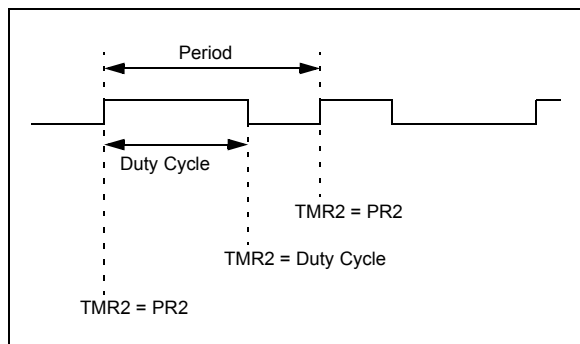 Period
Duty Cycle
TMR2 = PR2
TMR2 = Duty Cycle
TMR2 = PR2